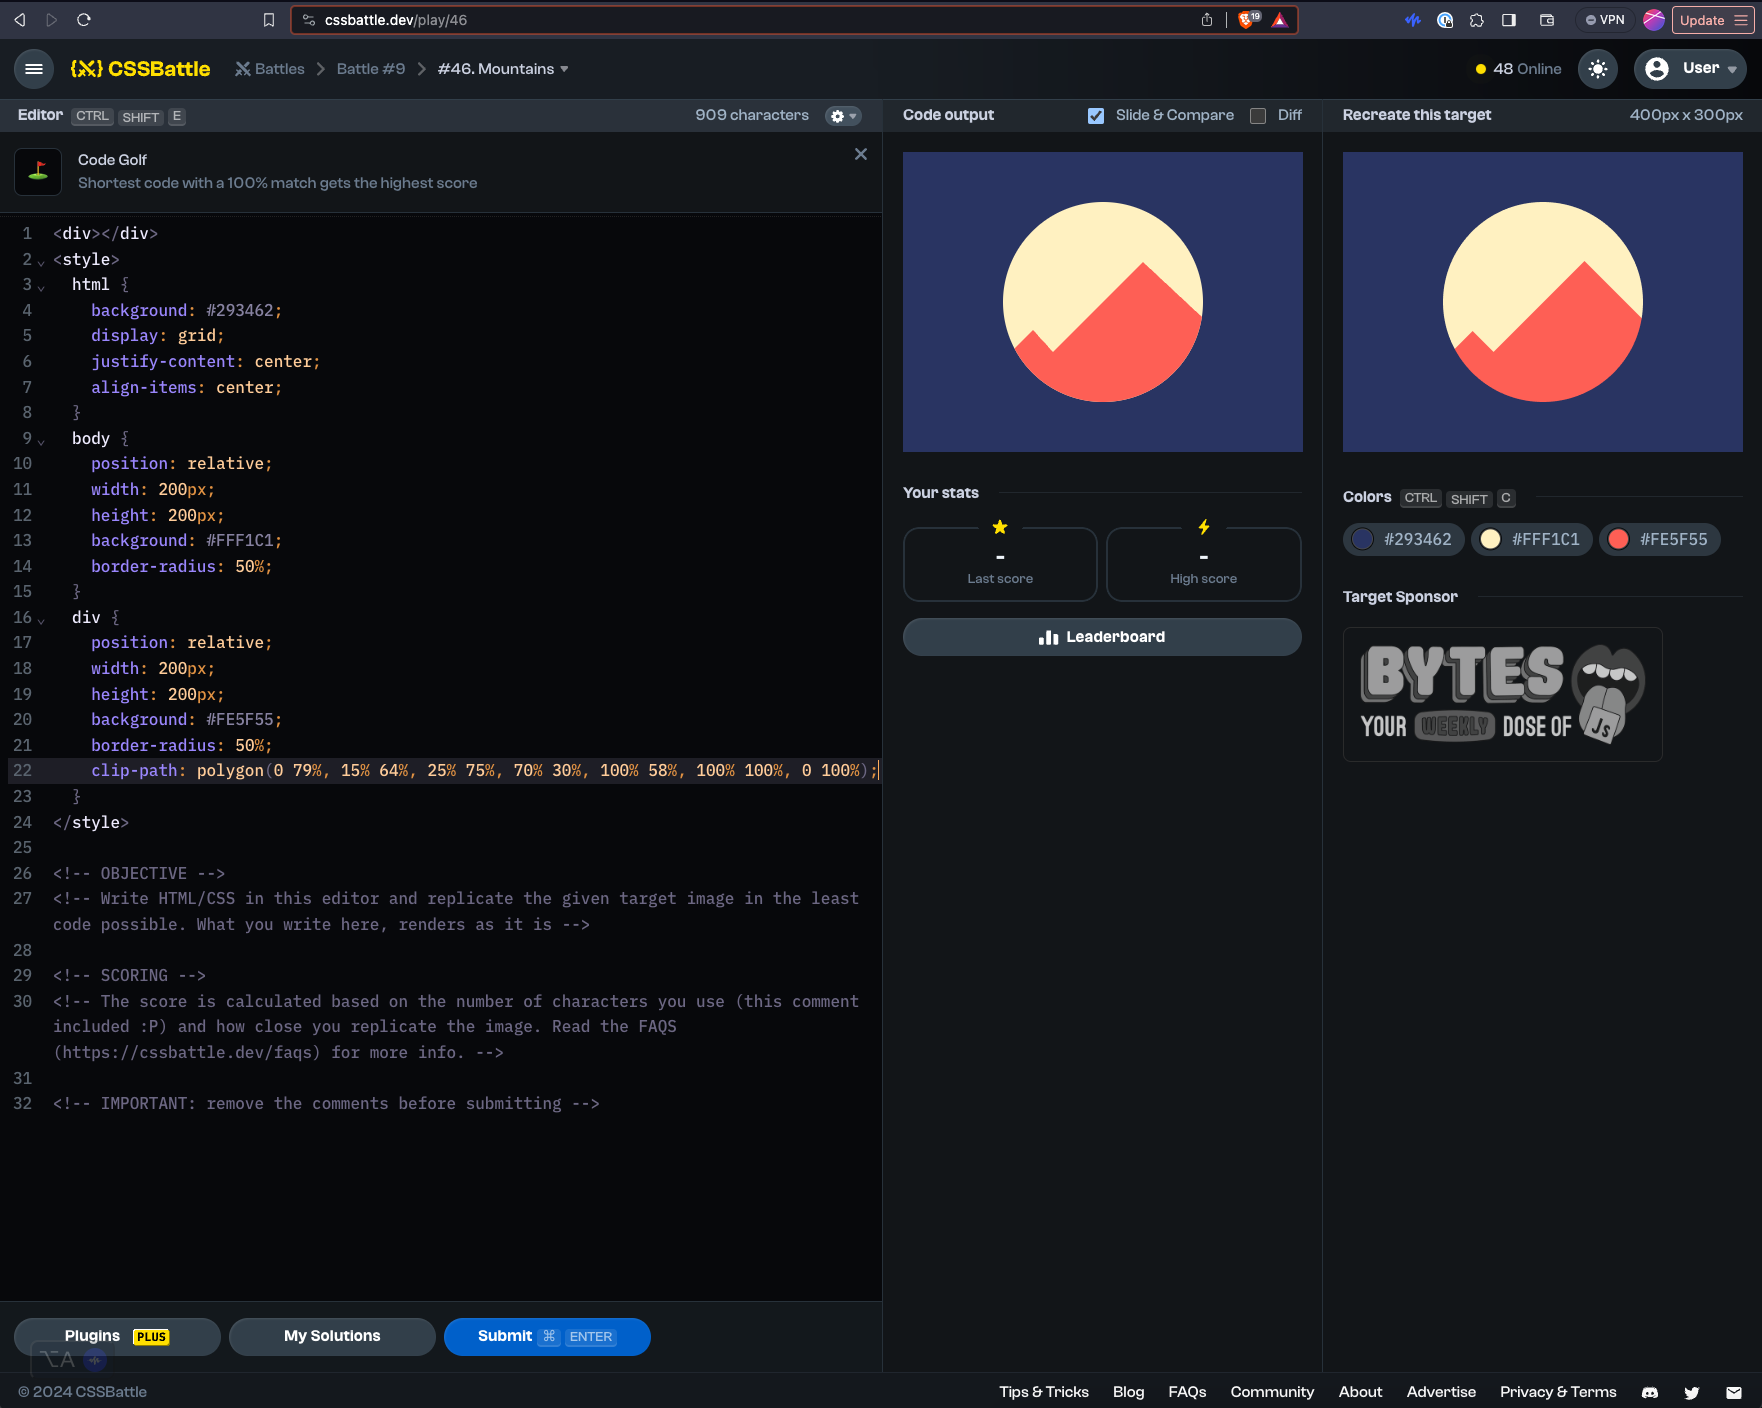 cssbattle.dev/play/46
19
VPN
Update
{X} CSSBattle
Battles
Battle #9
#46. Mountains
48 Online
User
Editor CTRL SHIFT E
909 characters
Code output
Slide & Compare
Diff
Recreate this target
400px x 300px
Code Golf
Shortest code with a 100% match gets the highest score
1 <div></div>
2 <style>
3 html {
4 background: #293462;
5 display: grid;
6 justify-content: center;
7 align-items: center;
8 }
9 body {
10 position: relative;
11 width: 200px;
12 height: 200px;
13 background: #FFF1C1;
14 border-radius: 50%;
15 }
16 div {
17 position: relative;
18 width: 200px;
19 height: 200px;
20 background: #FE5F55;
21 border-radius: 50%;
22 clip-path: polygon(0 79%, 15% 64%, 25% 75%, 70% 30%, 100% 58%, 100% 100%, 0 100%);
23 }
24 </style>
25
26 <!-- OBJECTIVE -->
27 <!-- Write HTML/CSS in this editor and replicate the given target image in the least
code possible. What you write here, renders as it is -->
28
29 <!-- SCORING -->
30 <!-- The score is calculated based on the number of characters you use (this comment
included :P) and how close you replicate the image. Read the FAQS
(https://cssbattle.dev/faqs) for more info. -->
31
32 <!-- IMPORTANT: remove the comments before submitting -->
Your stats
-
Last score
-
High score
Leaderboard
Colors CTRL SHIFT C
#293462
#FFF1C1
#FE5F55
Target Sponsor
BYTES
YOUR WEEKLY DOSE OF JS
Plugins PLUS
My Solutions
Submit ⌘ ENTER
⌥A
© 2024 CSSBattle
Tips & Tricks
Blog
FAQs
Community
About
Advertise
Privacy & Terms